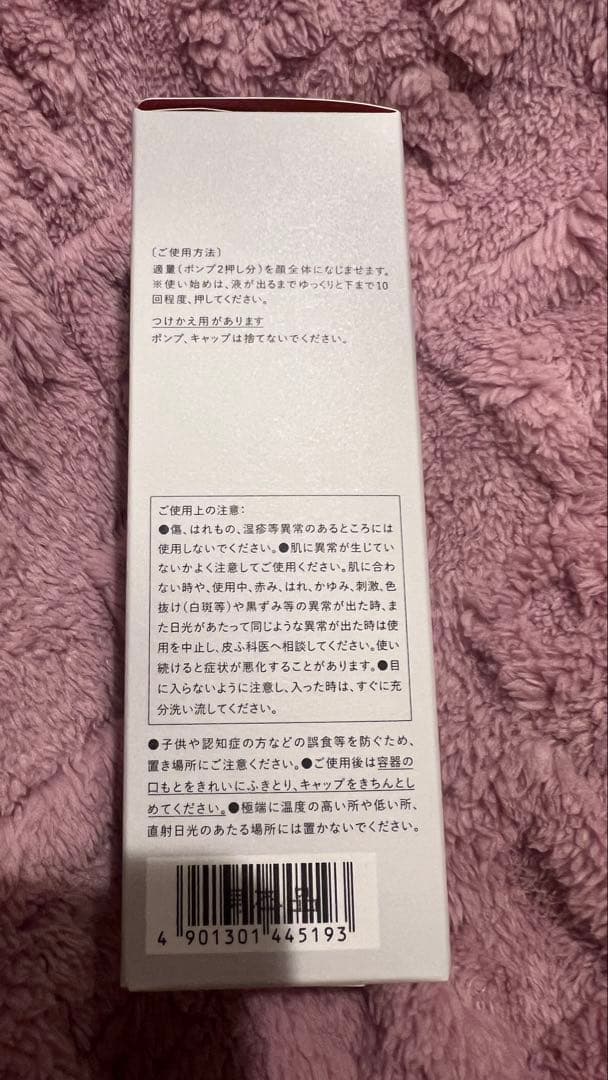 〔ご使用方法〕
適量（ポンプ2押し分）を顔全体になじませます。
※使い始めは、液が出るまでゆっくりと下まで10
回程度、押してください。
つけかえ用があります
ポンプ、キャップは捨てないでください。
ご使用上の注意：
●傷、はれもの、湿疹等異常のあるところには
使用しないでください。●肌に異常が生じてい
ないかよく注意してご使用ください。肌に合わ
ない時や、使用中、赤み、はれ、かゆみ、刺激、色
抜け（白斑等）や黒ずみ等の異常が出た時、ま
た日光があたって同じような異常が出た時は使
用を中止し、皮ふ科医へ相談してください。使い
続けると症状が悪化することがあります。●目
に入らないように注意し、入った時は、すぐに充
分洗い流してください。
●子供や認知症の方などの誤食等を防ぐため、
置き場所にご注意ください。●ご使用後は容器の
口もとをきれいにふきとり、キャップをきちんとし
めてください。●極端に温度の高い所や低い所、
直射日光のあたる場所には置かないでください。
4 901301 445193